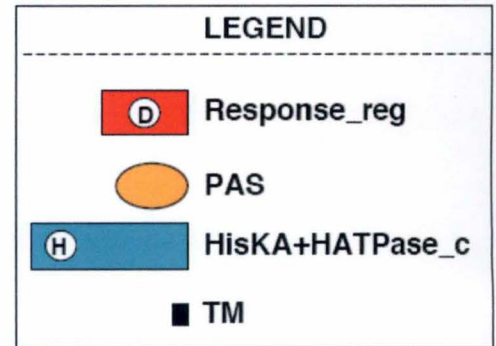 LEGEND
D Response_reg
PAS
H HisKA+HATPase_c
TM